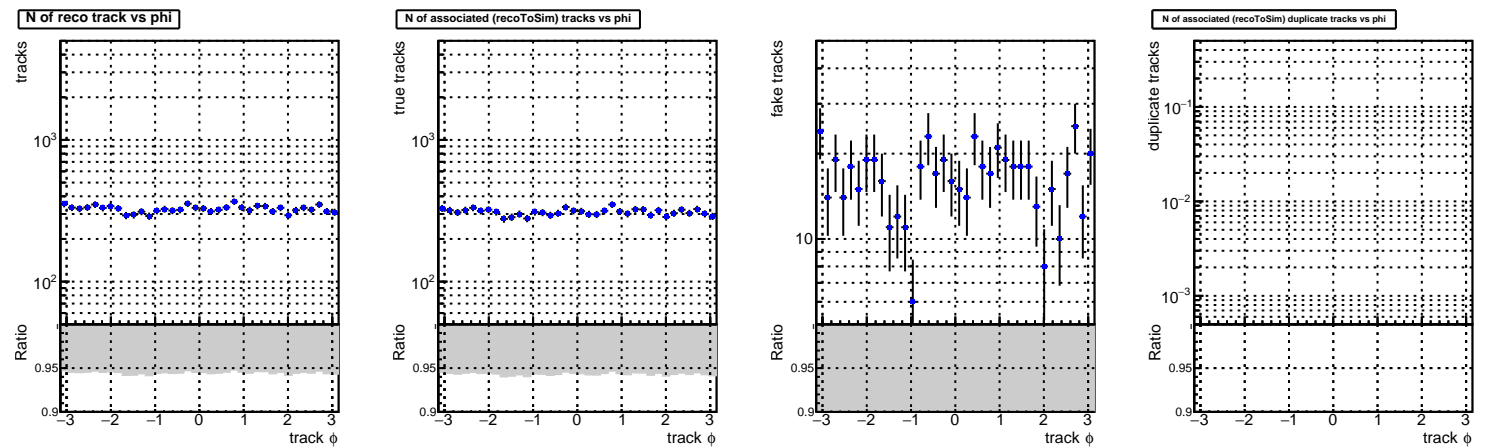 N of reco track vs phi
tracks
10³
10²
Ratio
0.95
0.9
−3 −2 −1 0 1 2 3
track ϕ
N of associated (recoToSim) tracks vs phi
true tracks
10³
10²
Ratio
0.95
0.9
−3 −2 −1 0 1 2 3
track ϕ
fake tracks
10
Ratio
0.95
0.9
−3 −2 −1 0 1 2 3
track ϕ
N of associated (recoToSim) duplicate tracks vs phi
duplicate tracks
10⁻¹
10⁻²
10⁻³
Ratio
0.95
0.9
−3 −2 −1 0 1 2 3
track ϕ